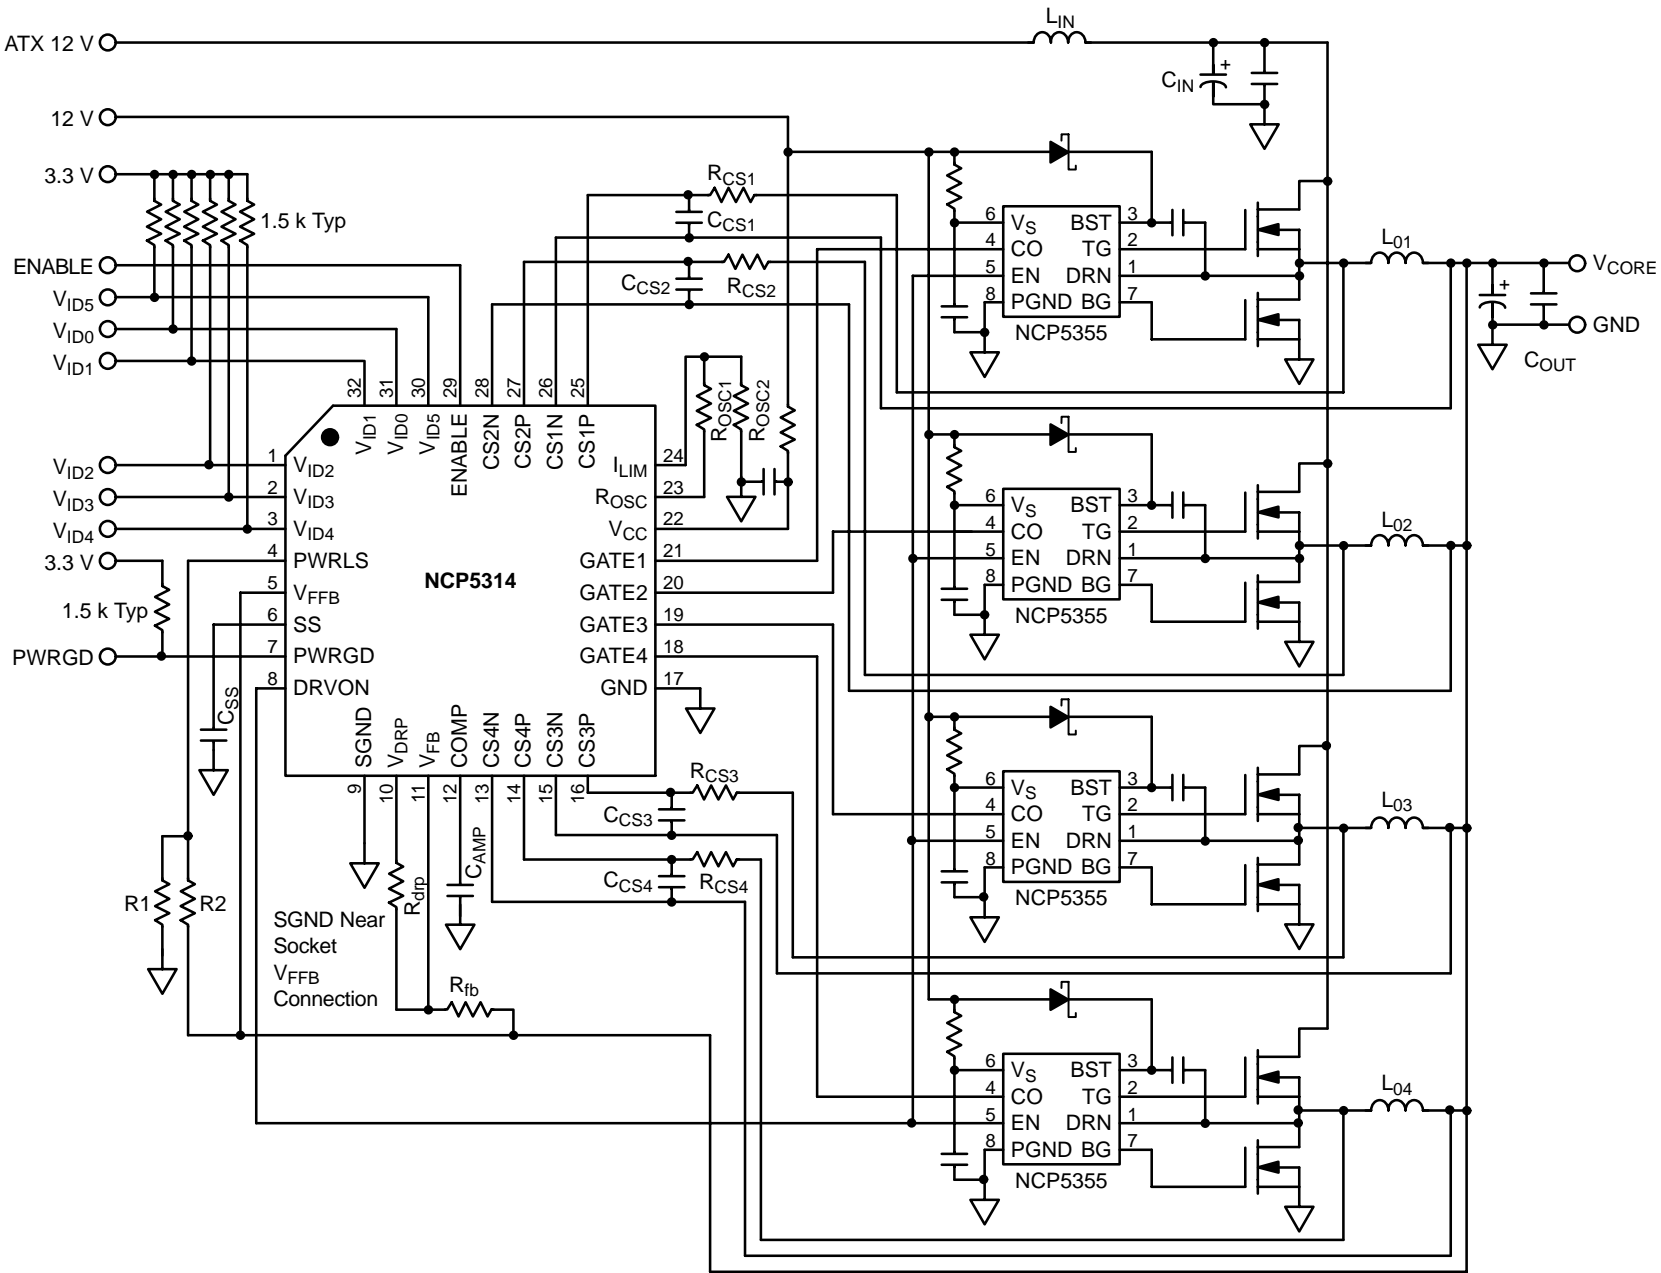 L_IN
ATX 12 V
C_IN
+
12 V
3.3 V
1.5 k Typ
ENABLE
V_ID5
V_ID0
V_ID1
R_CS1
C_CS1
C_CS2
R_CS2
32
31
30
29
28
27
26
25
V_ID1
V_ID0
V_ID5
ENABLE
CS2N
CS2P
CS1N
CS1P
R_OSC1
R_OSC2
V_ID2
V_ID3
V_ID4
3.3 V
1.5 k Typ
PWRGD
1 V_ID2
2 V_ID3
3 V_ID4
4 PWRLS
5 V_FFB
6 SS
7 PWRGD
8 DRVON
NCP5314
I_LIM 24
R_OSC 23
V_CC 22
GATE1 21
GATE2 20
GATE3 19
GATE4 18
GND 17
SGND
V_DRP
V_FB
COMP
CS4N
CS4P
CS3N
CS3P
9
10
11
12
13
14
15
16
C_SS
R1
R2
SGND Near
Socket
V_FFB
Connection
R_drp
C_AMP
R_fb
R_CS3
C_CS3
C_CS4
R_CS4
6 V_S BST 3
4 CO TG 2
5 EN DRN 1
8 PGND BG 7
NCP5355
L_01
V_CORE
+
GND
C_OUT
6 V_S BST 3
4 CO TG 2
5 EN DRN 1
8 PGND BG 7
NCP5355
L_02
6 V_S BST 3
4 CO TG 2
5 EN DRN 1
8 PGND BG 7
NCP5355
L_03
6 V_S BST 3
4 CO TG 2
5 EN DRN 1
8 PGND BG 7
NCP5355
L_04